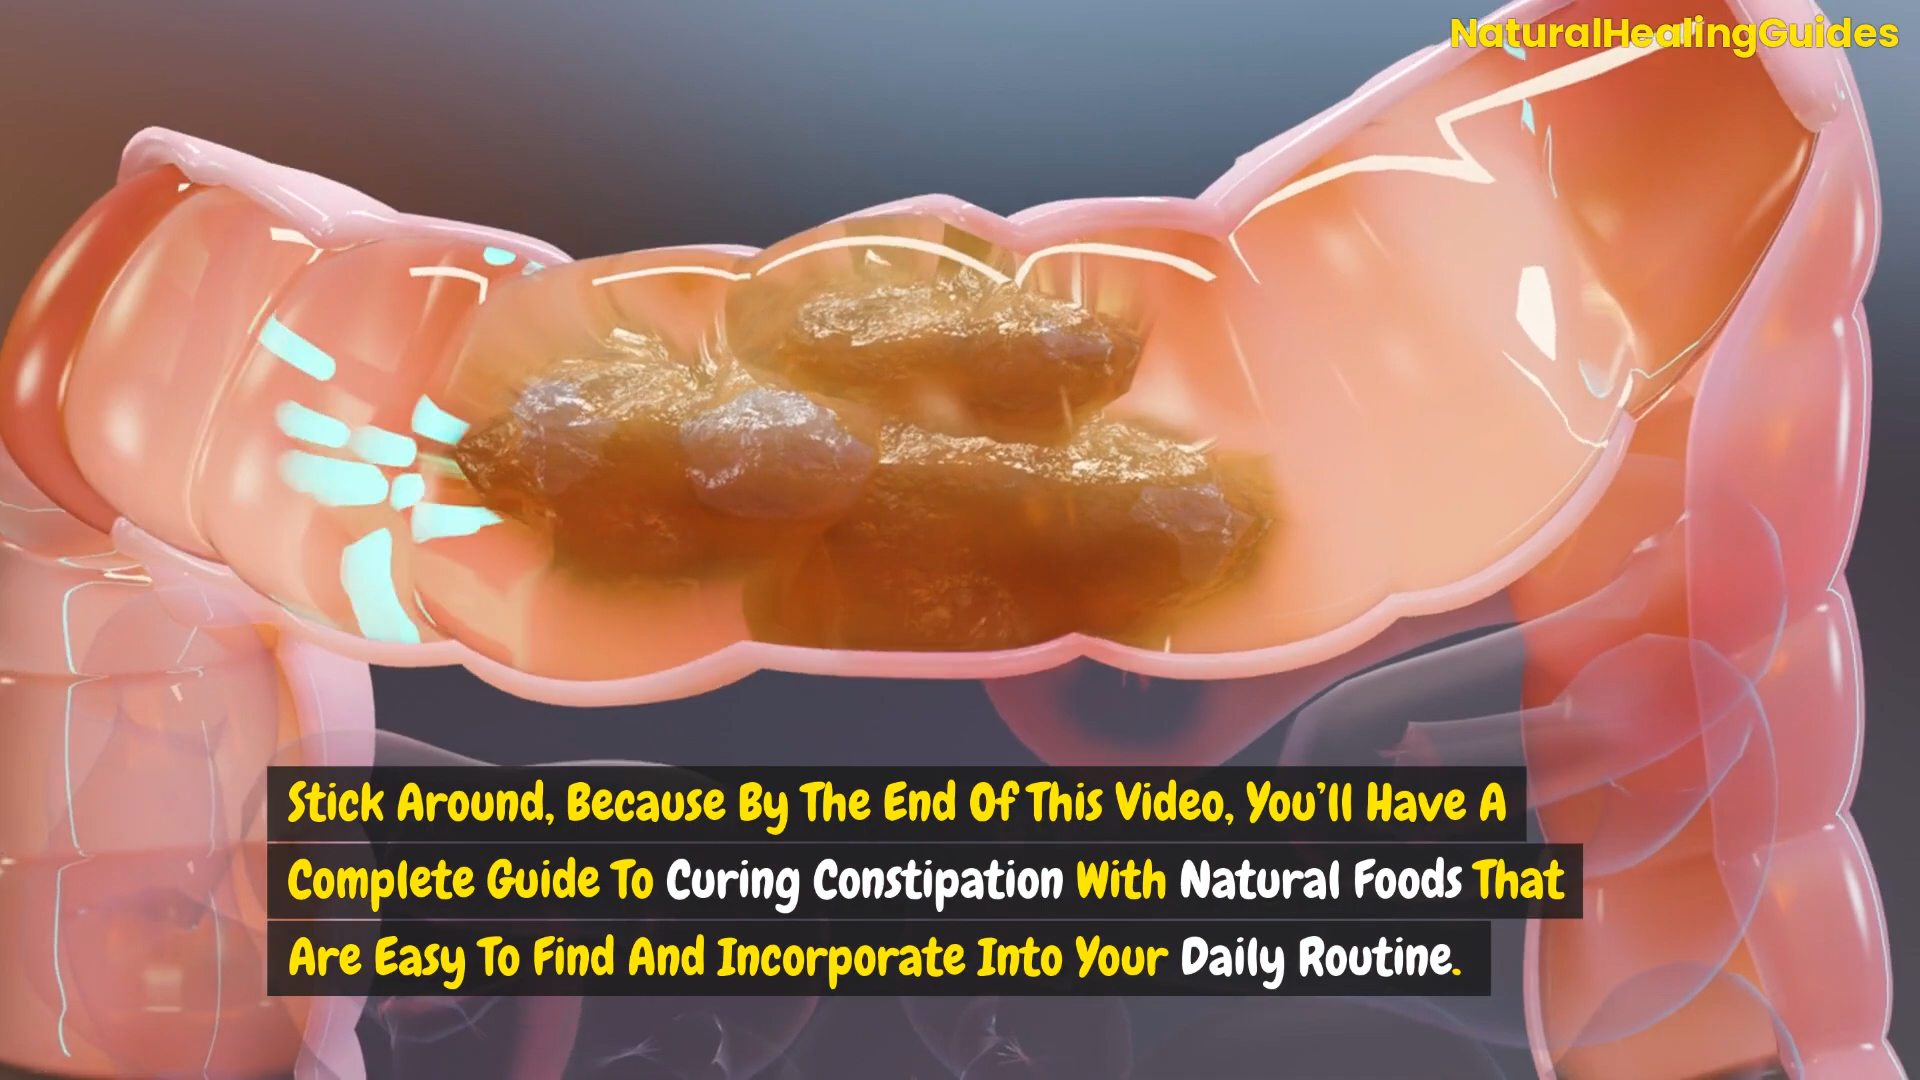 NaturalHealingGuides
Stick Around, Because By The End Of This Video, You’ll Have A
Complete Guide To Curing Constipation With Natural Foods That
Are Easy To Find And Incorporate Into Your Daily Routine.